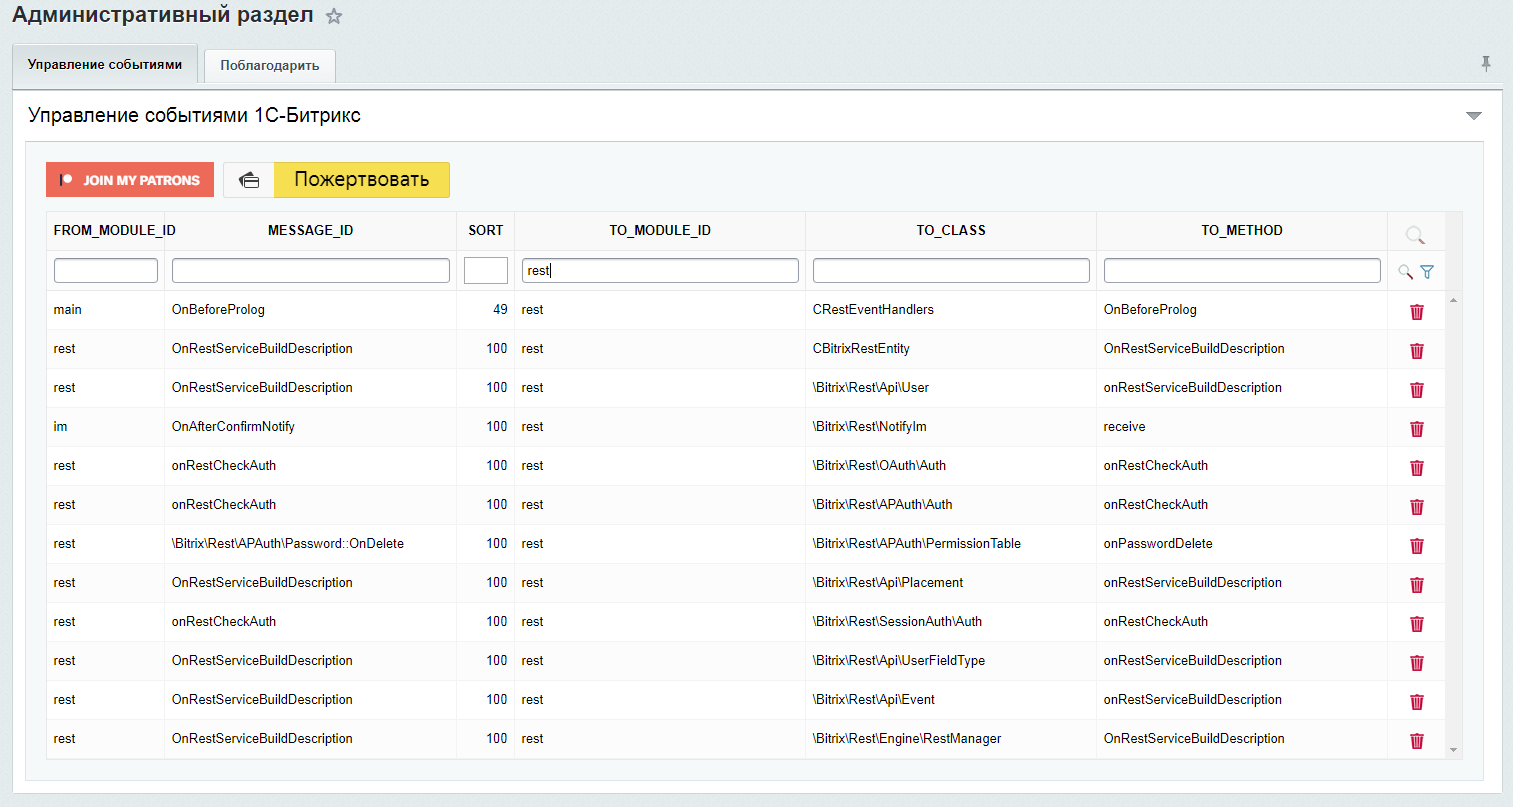 Административный раздел
Управление событиями Поблагодарить
Управление событиями 1С-Битрикс
JOIN MY PATRONS Пожертвовать
FROM_MODULE_ID MESSAGE_ID SORT TO_MODULE_ID TO_CLASS TO_METHOD
rest
main OnBeforeProlog 49 rest CRestEventHandlers OnBeforeProlog
rest OnRestServiceBuildDescription 100 rest CBitrixRestEntity OnRestServiceBuildDescription
rest OnRestServiceBuildDescription 100 rest \Bitrix\Rest\Api\User onRestServiceBuildDescription
im OnAfterConfirmNotify 100 rest \Bitrix\Rest\NotifyIm receive
rest onRestCheckAuth 100 rest \Bitrix\Rest\OAuth\Auth onRestCheckAuth
rest onRestCheckAuth 100 rest \Bitrix\Rest\APAuth\Auth onRestCheckAuth
rest \Bitrix\Rest\APAuth\Password::OnDelete 100 rest \Bitrix\Rest\APAuth\PermissionTable onPasswordDelete
rest OnRestServiceBuildDescription 100 rest \Bitrix\Rest\Api\Placement onRestServiceBuildDescription
rest onRestCheckAuth 100 rest \Bitrix\Rest\SessionAuth\Auth onRestCheckAuth
rest OnRestServiceBuildDescription 100 rest \Bitrix\Rest\Api\UserFieldType onRestServiceBuildDescription
rest OnRestServiceBuildDescription 100 rest \Bitrix\Rest\Api\Event onRestServiceBuildDescription
rest OnRestServiceBuildDescription 100 rest \Bitrix\Rest\Engine\RestManager OnRestServiceBuildDescription